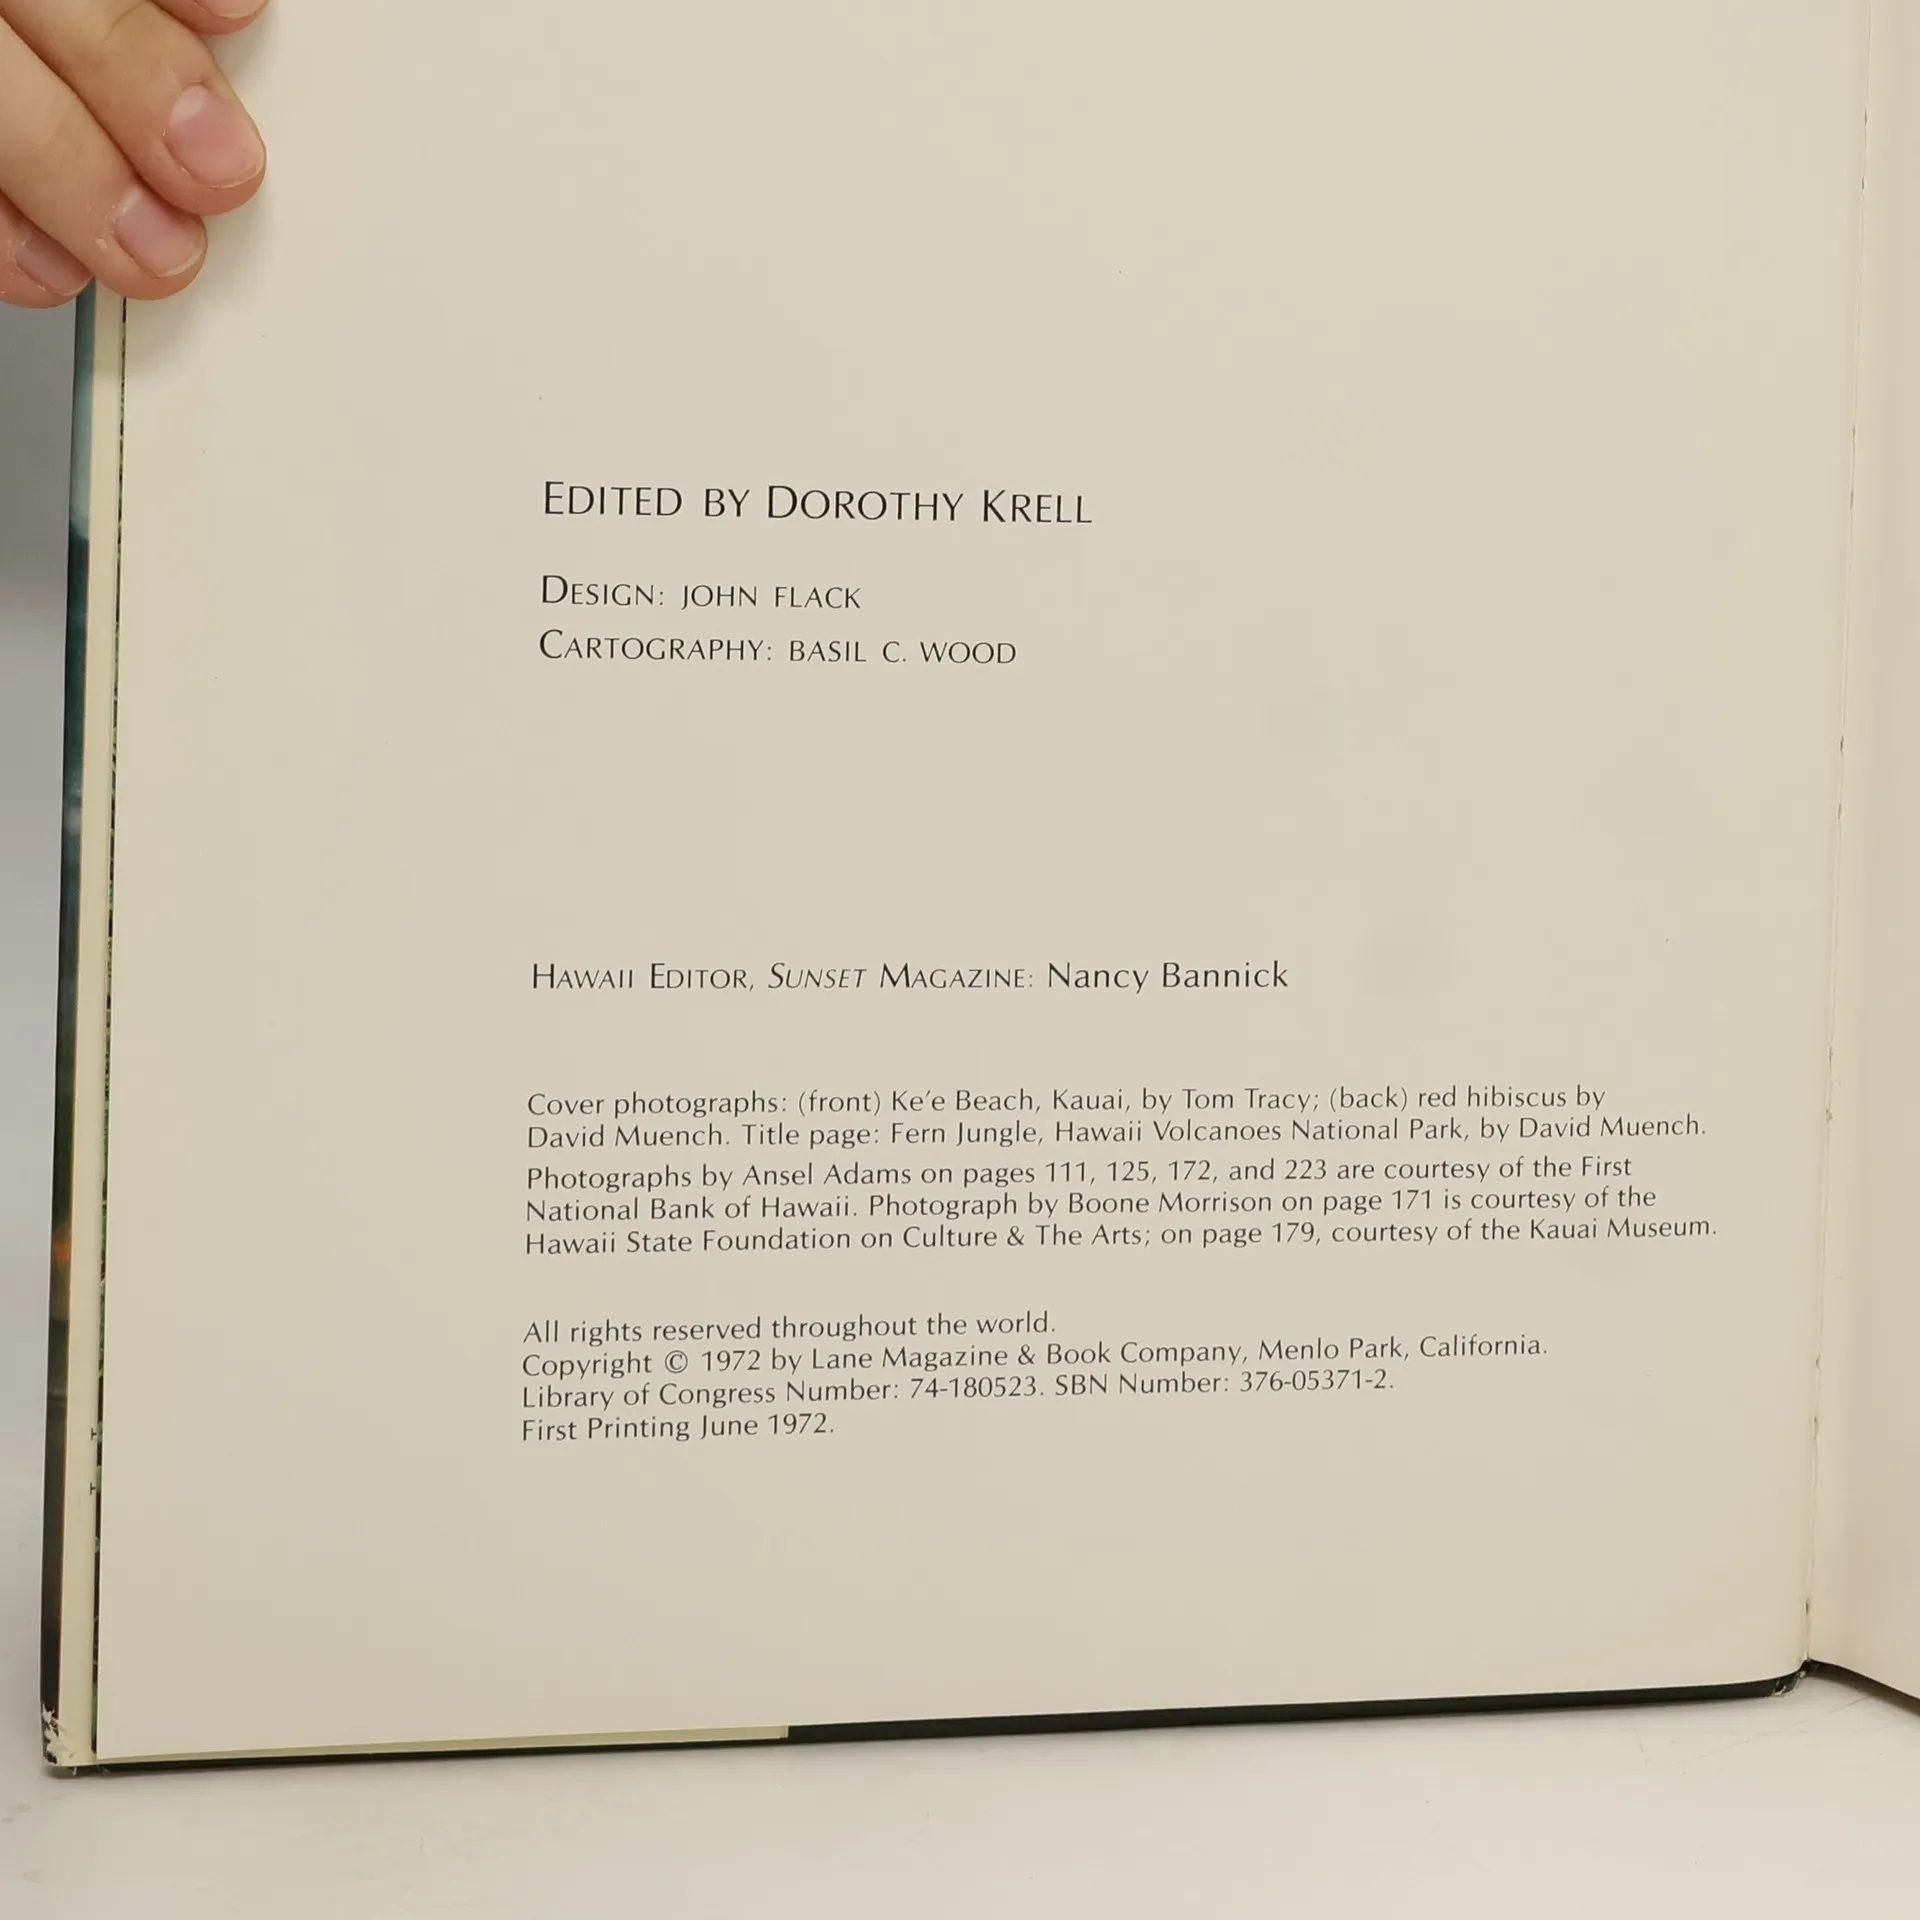 EDITED BY DOROTHY KRELL
DESIGN: JOHN FLACK
CARTOGRAPHY: BASIL C. WOOD
HAWAII EDITOR, SUNSET MAGAZINE: Nancy Bannick
Cover photographs: (front) Ke'e Beach, Kauai, by Tom Tracy; (back) red hibiscus by
David Muench. Title page: Fern Jungle, Hawaii Volcanoes National Park, by David Muench.
Photographs by Ansel Adams on pages 111, 125, 172, and 223 are courtesy of the First
National Bank of Hawaii. Photograph by Boone Morrison on page 171 is courtesy of the
Hawaii State Foundation on Culture & The Arts; on page 179, courtesy of the Kauai Museum.
All rights reserved throughout the world.
Copyright © 1972 by Lane Magazine & Book Company, Menlo Park, California.
Library of Congress Number: 74-180523. SBN Number: 376-05371-2.
First Printing June 1972.